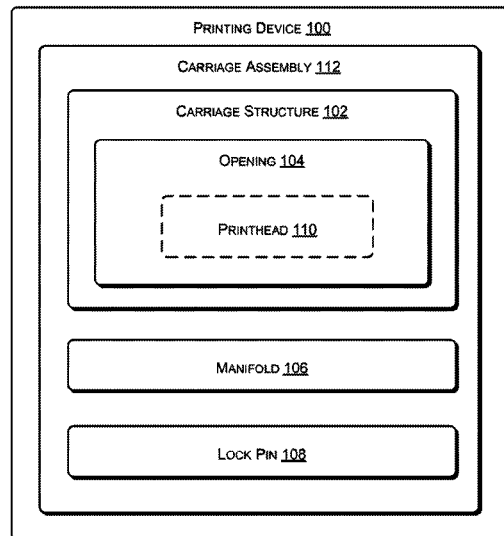 PRINTING DEVICE 100
CARRIAGE ASSEMBLY 112
CARRIAGE STRUCTURE 102
OPENING 104
PRINTHEAD 110
MANIFOLD 106
LOCK PIN 108